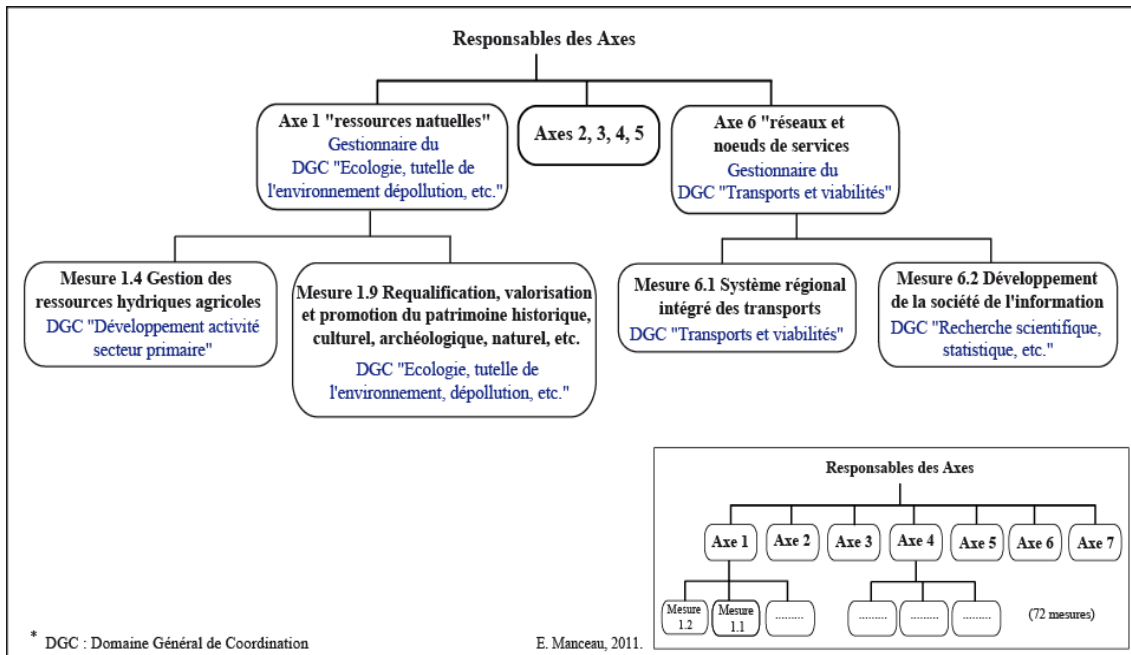 Responsables des Axes
Axe 1 "ressources natuelles"
Gestionnaire du
DGC "Ecologie, tutelle de
l'environnement dépollution, etc."
Axes 2, 3, 4, 5
Axe 6 "réseaux et
noeuds de services
Gestionnaire du
DGC "Transports et viabilités"
Mesure 1.4 Gestion des
ressources hydriques agricoles
DGC "Développement activité
secteur primaire"
Mesure 1.9 Requalification, valorisation
et promotion du patrimoine historique,
culturel, archéologique, naturel, etc.
DGC "Ecologie, tutelle de
l'environnement, dépollution, etc."
Mesure 6.1 Système régional
intégré des transports
DGC "Transports et viabilités"
Mesure 6.2 Développement
de la société de l'information
DGC "Recherche scientifique,
statistique, etc."
Responsables des Axes
Axe 1
Axe 2
Axe 3
Axe 4
Axe 5
Axe 6
Axe 7
Mesure
1.2
Mesure
1.1
.........
.........
.........
.........
(72 mesures)
* DGC : Domaine Général de Coordination
E. Manceau, 2011.